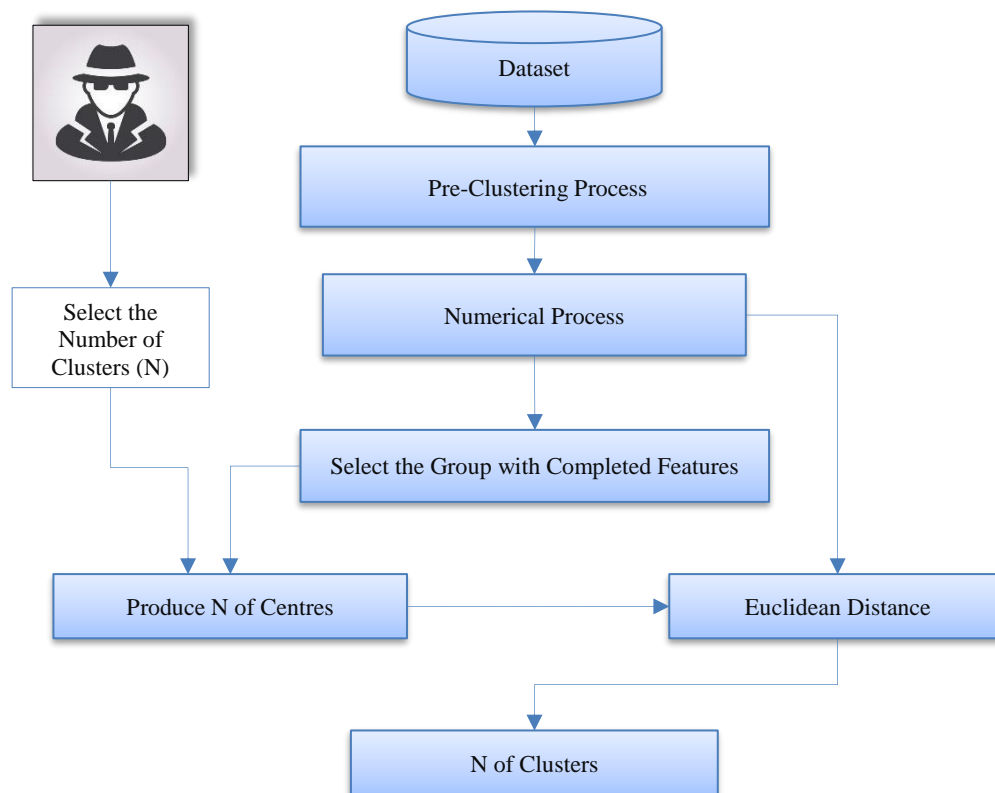 Dataset
Pre-Clustering Process
Select the
Number of
Clusters (N)
Numerical Process
Select the Group with Completed Features
Produce N of Centres
Euclidean Distance
N of Clusters